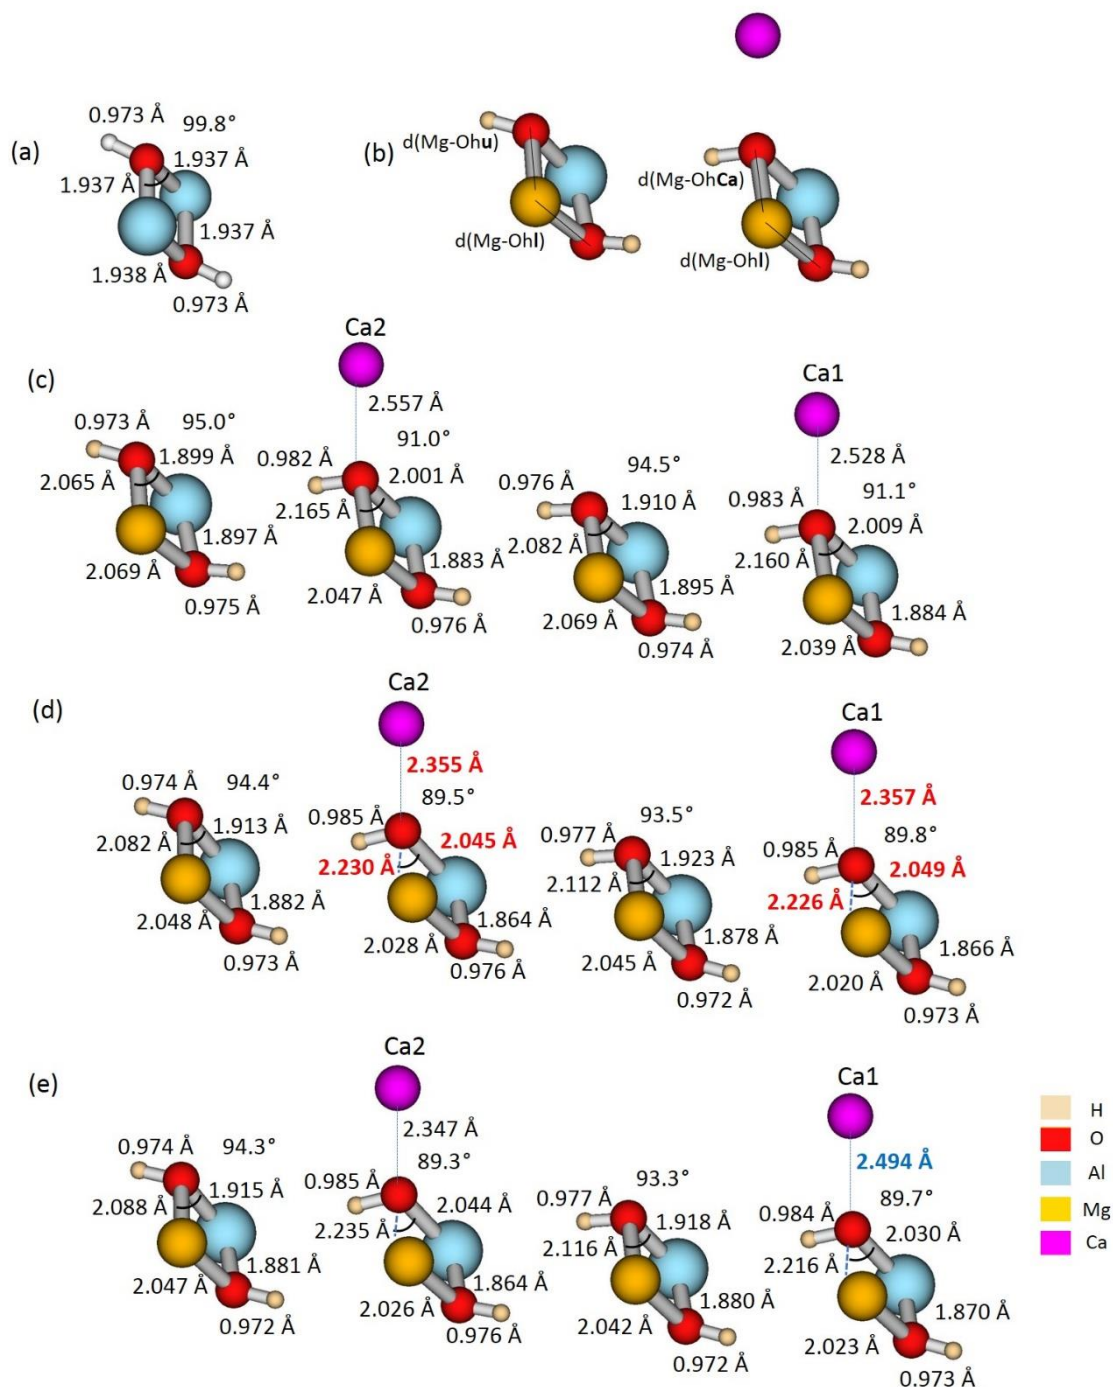 (a)
0.973 Å
99.8°
1.937 Å
1.937 Å
1.937 Å
1.938 Å
0.973 Å
(b)
d(Mg-Ohu)
d(Mg-Ohl)
d(Mg-OhCa)
d(Mg-Ohl)
(c)
0.973 Å
95.0°
1.899 Å
2.065 Å
1.897 Å
2.069 Å
0.975 Å
Ca2
2.557 Å
0.982 Å
91.0°
2.001 Å
2.165 Å
1.883 Å
2.047 Å
0.976 Å
0.976 Å
94.5°
1.910 Å
2.082 Å
1.895 Å
2.069 Å
0.974 Å
Ca1
2.528 Å
0.983 Å
91.1°
2.009 Å
2.160 Å
1.884 Å
2.039 Å
(d)
0.974 Å
94.4°
1.913 Å
2.082 Å
1.882 Å
2.048 Å
0.973 Å
Ca2
2.355 Å
0.985 Å
89.5°
2.045 Å
2.230 Å
1.864 Å
2.028 Å
0.976 Å
0.977 Å
93.5°
1.923 Å
2.112 Å
1.878 Å
2.045 Å
0.972 Å
Ca1
2.357 Å
0.985 Å
89.8°
2.049 Å
2.226 Å
1.866 Å
2.020 Å
0.973 Å
(e)
0.974 Å
94.3°
1.915 Å
2.088 Å
1.881 Å
2.047 Å
0.972 Å
Ca2
2.347 Å
0.985 Å
89.3°
2.044 Å
2.235 Å
1.864 Å
2.026 Å
0.976 Å
0.977 Å
93.3°
1.918 Å
2.116 Å
1.880 Å
2.042 Å
0.972 Å
Ca1
2.494 Å
0.984 Å
89.7°
2.030 Å
2.216 Å
1.870 Å
2.023 Å
0.973 Å
H
O
Al
Mg
Ca